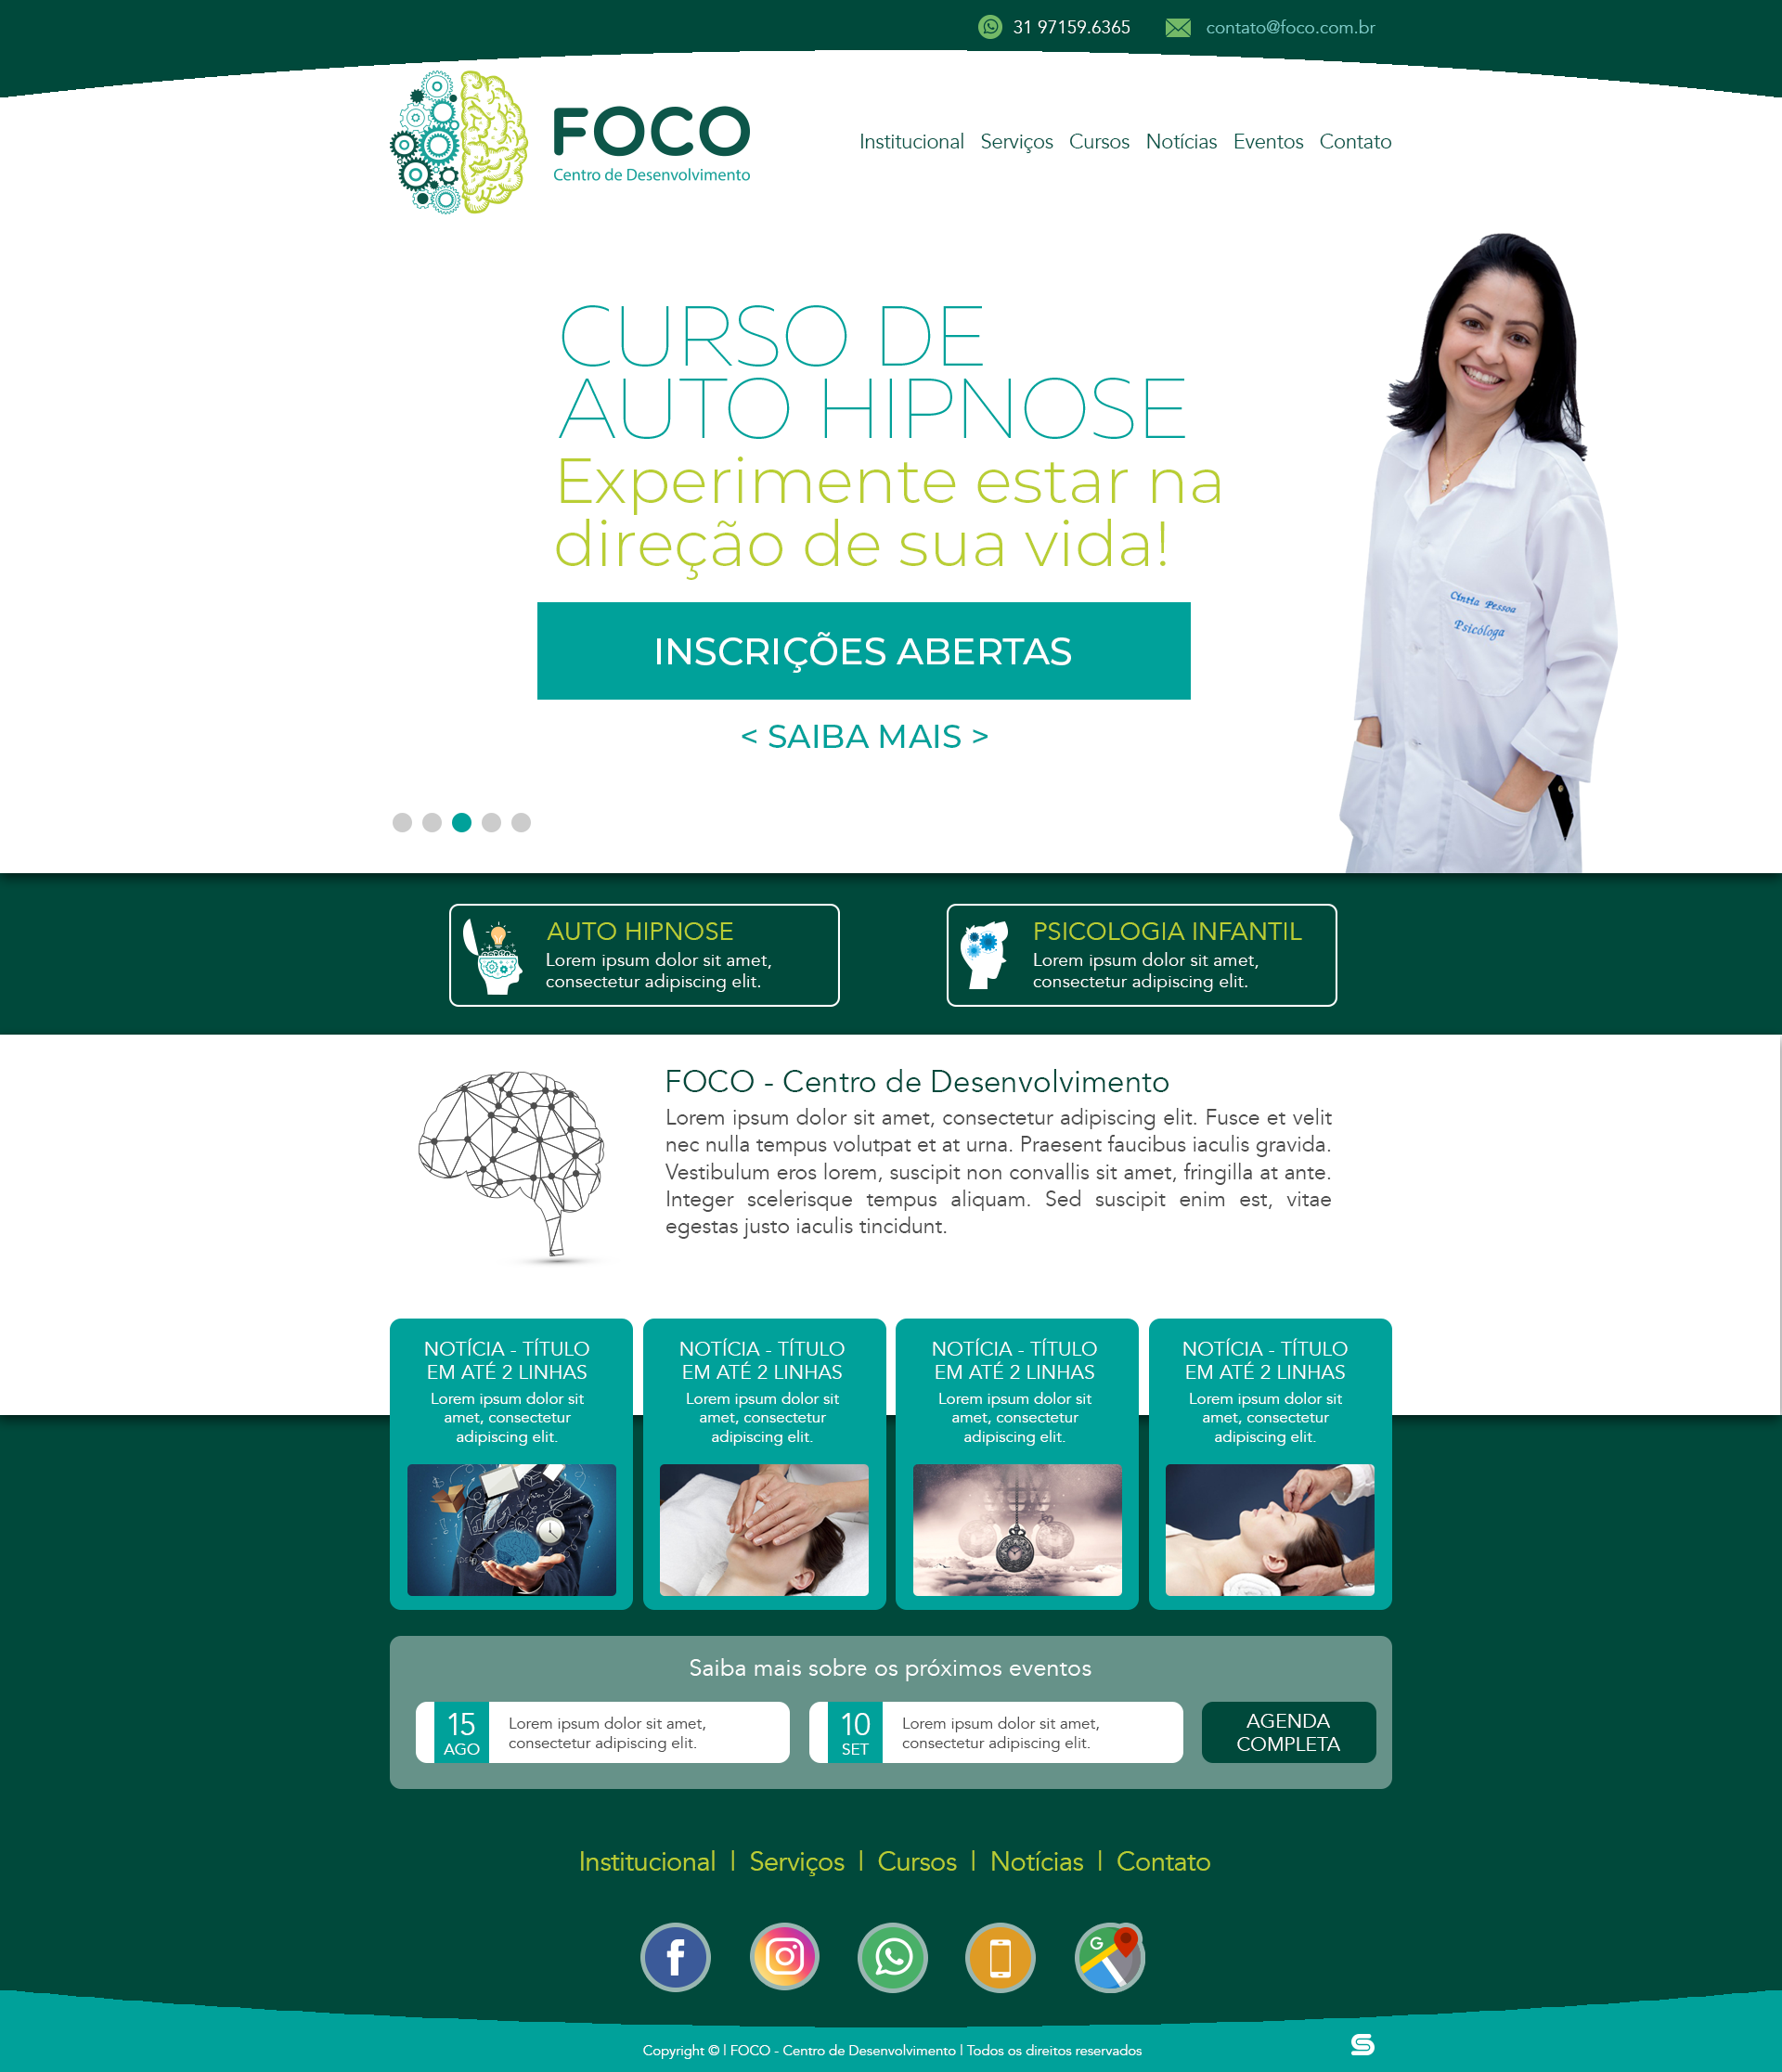 31 97159.6365 contato@foco.com.br
FOCO
Centro de Desenvolvimento
Institucional Serviços Cursos Notícias Eventos Contato
CURSO DE
AUTO HIPNOSE
Experimente estar na
direção de sua vida!
Cintia Pessoa
Psicóloga
INSCRIÇÕES ABERTAS
< SAIBA MAIS >
AUTO HIPNOSE
Lorem ipsum dolor sit amet,
consectetur adipiscing elit.
PSICOLOGIA INFANTIL
Lorem ipsum dolor sit amet,
consectetur adipiscing elit.
FOCO - Centro de Desenvolvimento
Lorem ipsum dolor sit amet, consectetur adipiscing elit. Fusce et velit
nec nulla tempus volutpat et at urna. Praesent faucibus iaculis gravida.
Vestibulum eros lorem, suscipit non convallis sit amet, fringilla at ante.
Integer scelerisque tempus aliquam. Sed suscipit enim est, vitae
egestas justo iaculis tincidunt.
NOTÍCIA - TÍTULO
EM ATÉ 2 LINHAS
Lorem ipsum dolor sit
amet, consectetur
adipiscing elit.
NOTÍCIA - TÍTULO
EM ATÉ 2 LINHAS
Lorem ipsum dolor sit
amet, consectetur
adipiscing elit.
NOTÍCIA - TÍTULO
EM ATÉ 2 LINHAS
Lorem ipsum dolor sit
amet, consectetur
adipiscing elit.
NOTÍCIA - TÍTULO
EM ATÉ 2 LINHAS
Lorem ipsum dolor sit
amet, consectetur
adipiscing elit.
Saiba mais sobre os próximos eventos
15
AGO
Lorem ipsum dolor sit amet,
consectetur adipiscing elit.
10
SET
Lorem ipsum dolor sit amet,
consectetur adipiscing elit.
AGENDA
COMPLETA
Institucional | Serviços | Cursos | Notícias | Contato
G
Copyright © | FOCO - Centro de Desenvolvimento | Todos os direitos reservados